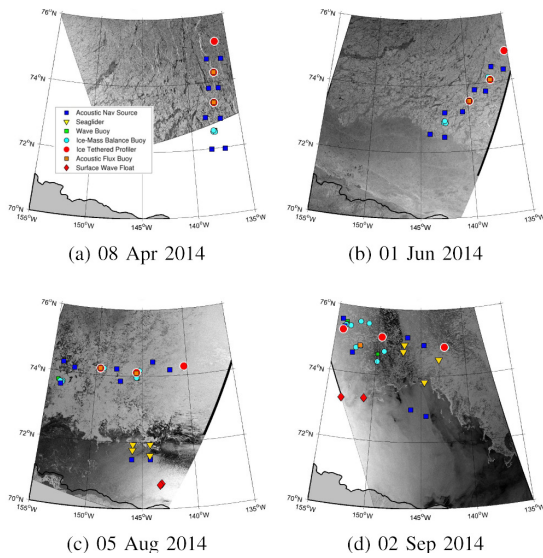 76°N
74°N
72°N
70°N
155°W
150°W
145°W
140°W
135°W
Acoustic Nav Source
Seaglider
Wave Buoy
Ice-Mass Balance Buoy
Ice Tethered Profiler
Acoustic Flux Buoy
Surface Wave Float
(a) 08 Apr 2014
76°N
74°N
72°N
70°N
155°W
150°W
145°W
140°W
135°W
(b) 01 Jun 2014
76°N
74°N
72°N
70°N
155°W
150°W
145°W
140°W
135°W
(c) 05 Aug 2014
76°N
74°N
72°N
70°N
155°W
150°W
145°W
140°W
135°W
(d) 02 Sep 2014